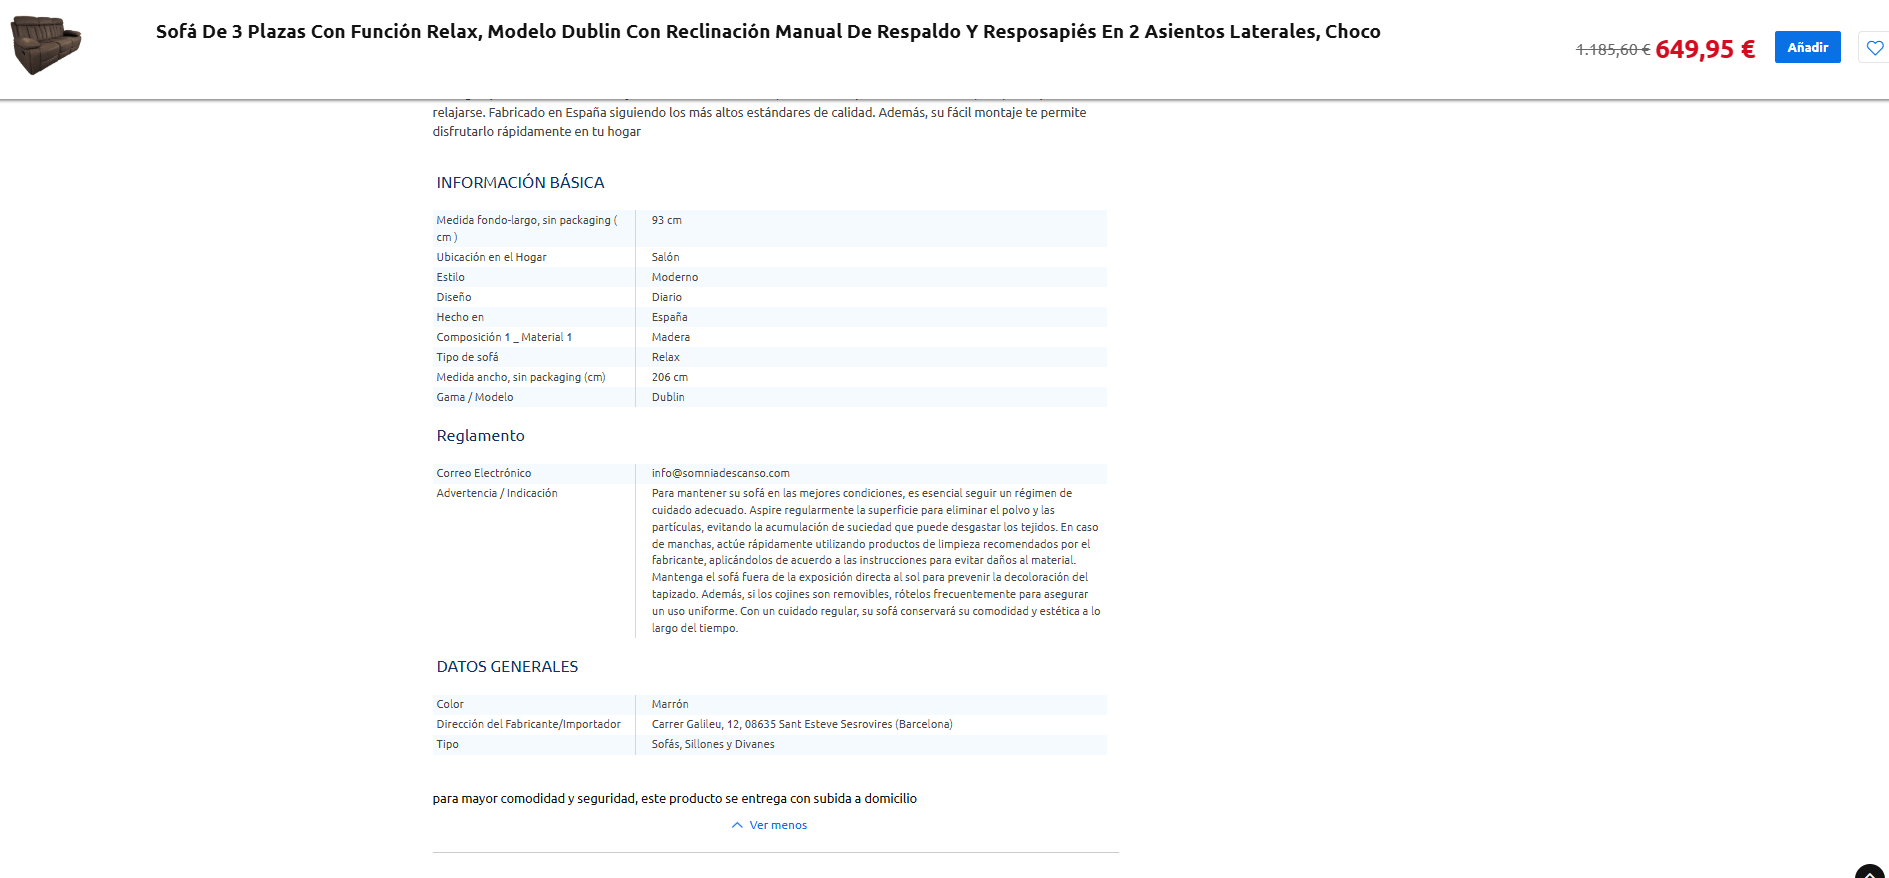 Sofá De 3 Plazas Con Función Relax, Modelo Dublin Con Reclinación Manual De Respaldo Y Resposapiés En 2 Asientos Laterales, Choco
1.185,60 € 649,95 €
Añadir
relajarse. Fabricado en España siguiendo los más altos estándares de calidad. Además, su fácil montaje te permite
disfrutarlo rápidamente en tu hogar
INFORMACIÓN BÁSICA
Medida fondo-largo, sin packaging (
cm )
93 cm
Ubicación en el Hogar
Salón
Estilo
Moderno
Diseño
Diario
Hecho en
España
Composición 1 _ Material 1
Madera
Tipo de sofá
Relax
Medida ancho, sin packaging (cm)
206 cm
Gama / Modelo
Dublin
Reglamento
Correo Electrónico
info@somniadescanso.com
Advertencia / Indicación
Para mantener su sofá en las mejores condiciones, es esencial seguir un régimen de
cuidado adecuado. Aspire regularmente la superficie para eliminar el polvo y las
partículas, evitando la acumulación de suciedad que puede desgastar los tejidos. En caso
de manchas, actúe rápidamente utilizando productos de limpieza recomendados por el
fabricante, aplicándolos de acuerdo a las instrucciones para evitar daños al material.
Mantenga el sofá fuera de la exposición directa al sol para prevenir la decoloración del
tapizado. Además, si los cojines son removibles, rótelos frecuentemente para asegurar
un uso uniforme. Con un cuidado regular, su sofá conservará su comodidad y estética a lo
largo del tiempo.
DATOS GENERALES
Color
Marrón
Dirección del Fabricante/Importador
Carrer Galileu, 12, 08635 Sant Esteve Sesrovires (Barcelona)
Tipo
Sofás, Sillones y Divanes
para mayor comodidad y seguridad, este producto se entrega con subida a domicilio
Ver menos